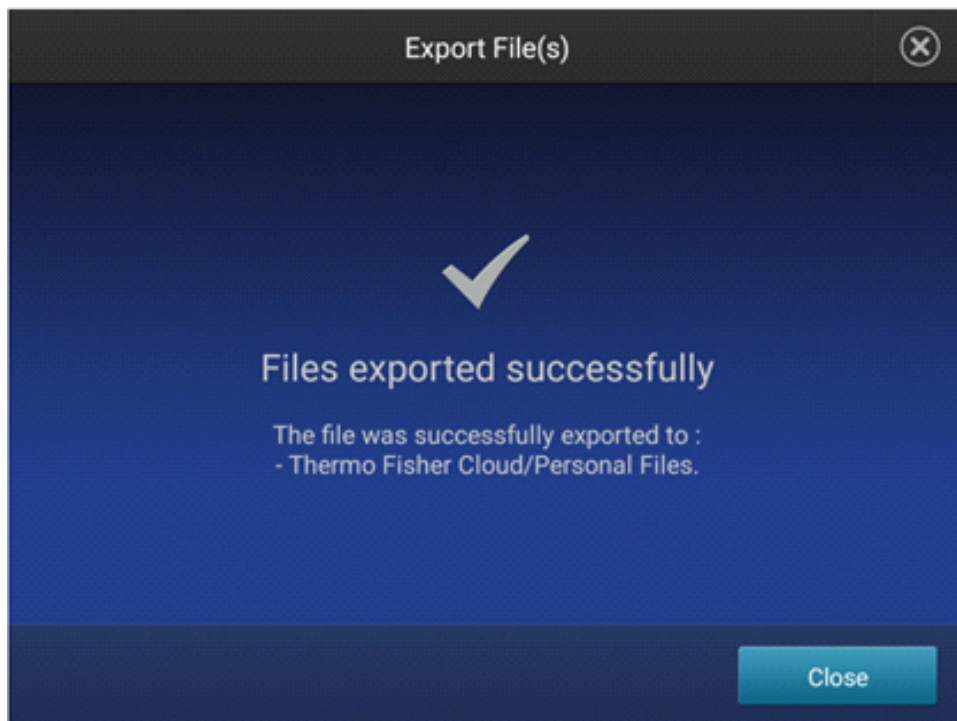 Export File(s)
Files exported successfully
The file was successfully exported to :
- Thermo Fisher Cloud/Personal Files.
Close